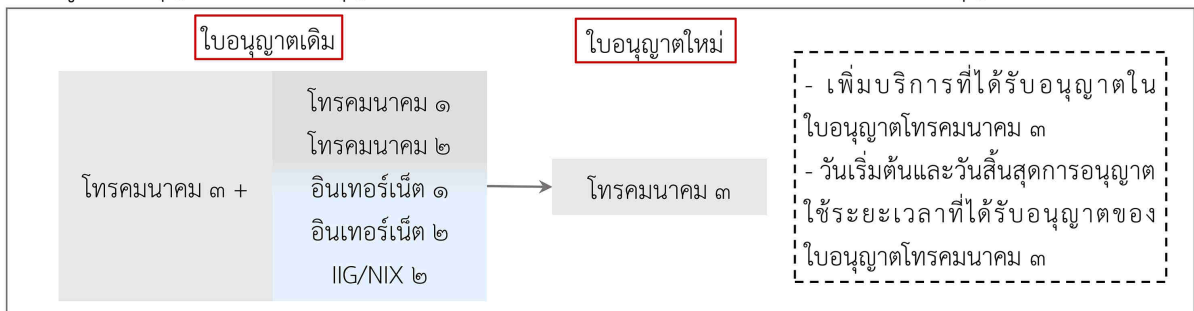 ใบอนุญาตเดิม
ใบอนุญาตใหม่
โทรคมนาคม ๓ +
โทรคมนาคม ๑
โทรคมนาคม ๒
อินเทอร์เน็ต ๑
อินเทอร์เน็ต ๒
IIG/NIX ๒
โทรคมนาคม ๓
- เพิ่มบริการที่ได้รับอนุญาตใน
ใบอนุญาตโทรคมนาคม ๓
- วันเริ่มต้นและวันสิ้นสุดการอนุญาต
ใช้ระยะเวลาที่ได้รับอนุญาตของ
ใบอนุญาตโทรคมนาคม ๓